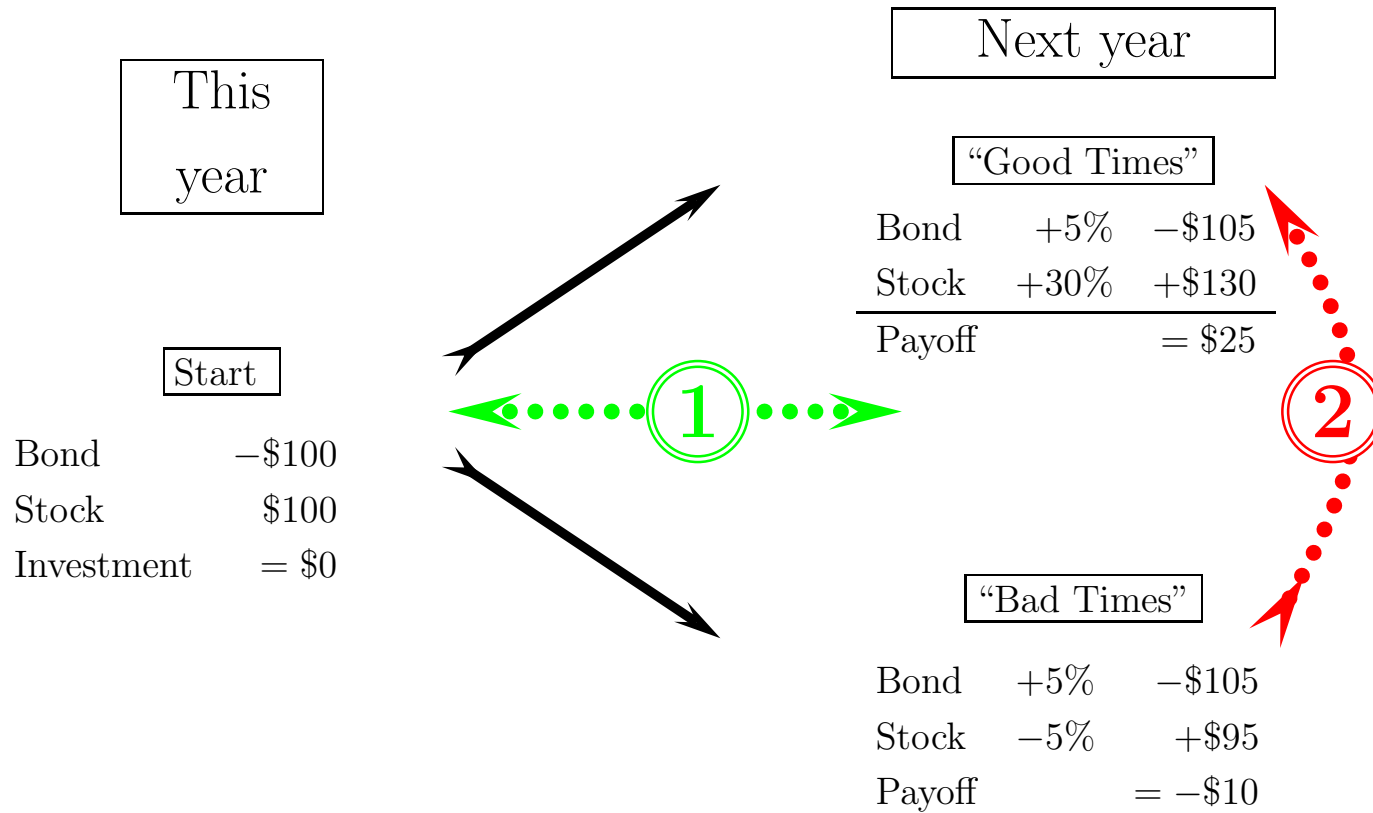 This
year
Start
Bond −$100
Stock $100
Investment = $0
1
Next year
“Good Times”
Bond +5% −$105
Stock +30% +$130
Payoff = $25
2
“Bad Times”
Bond +5% −$105
Stock −5% +$95
Payoff = −$10